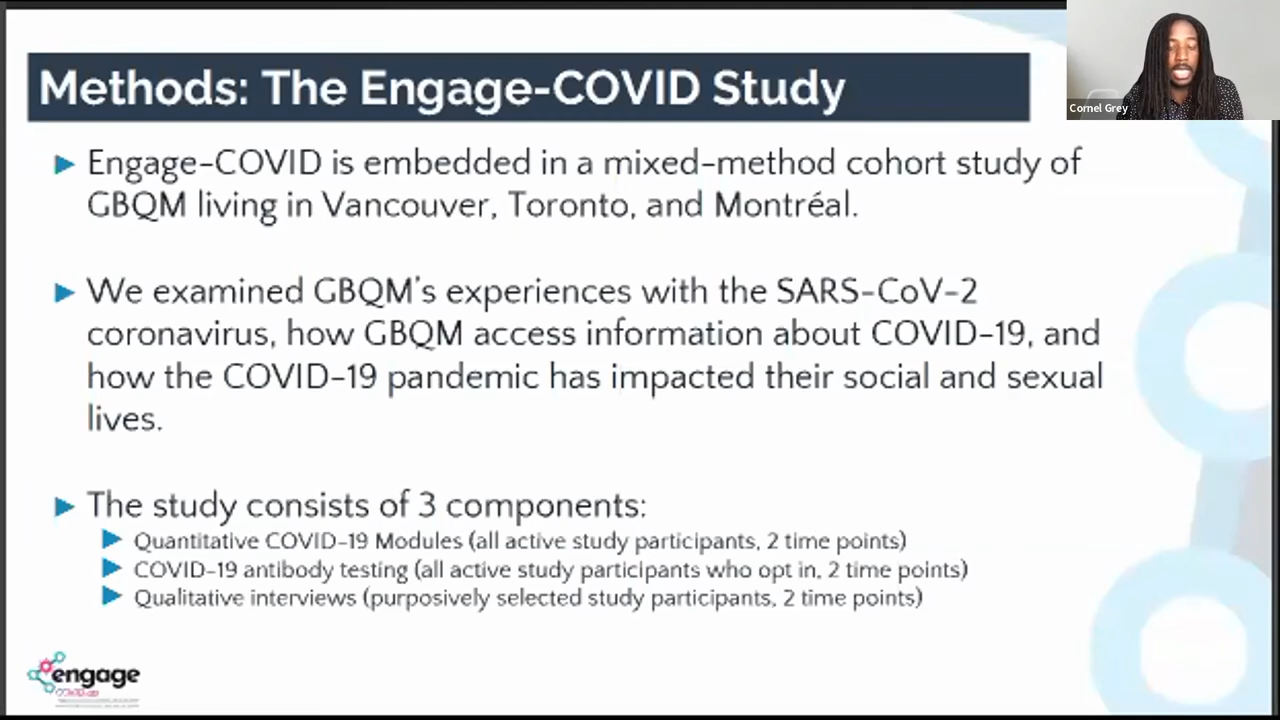 Methods: The Engage-COVID Study
Cornel Grey
Engage-COVID is embedded in a mixed-method cohort study of
GBQM living in Vancouver, Toronto, and Montréal.
We examined GBQM's experiences with the SARS-CoV-2
coronavirus, how GBQM access information about COVID-19, and
how the COVID-19 pandemic has impacted their social and sexual
lives.
The study consists of 3 components:
Quantitative COVID-19 Modules (all active study participants, 2 time points)
COVID-19 antibody testing (all active study participants who opt in, 2 time points)
Qualitative interviews (purposively selected study participants, 2 time points)
engage